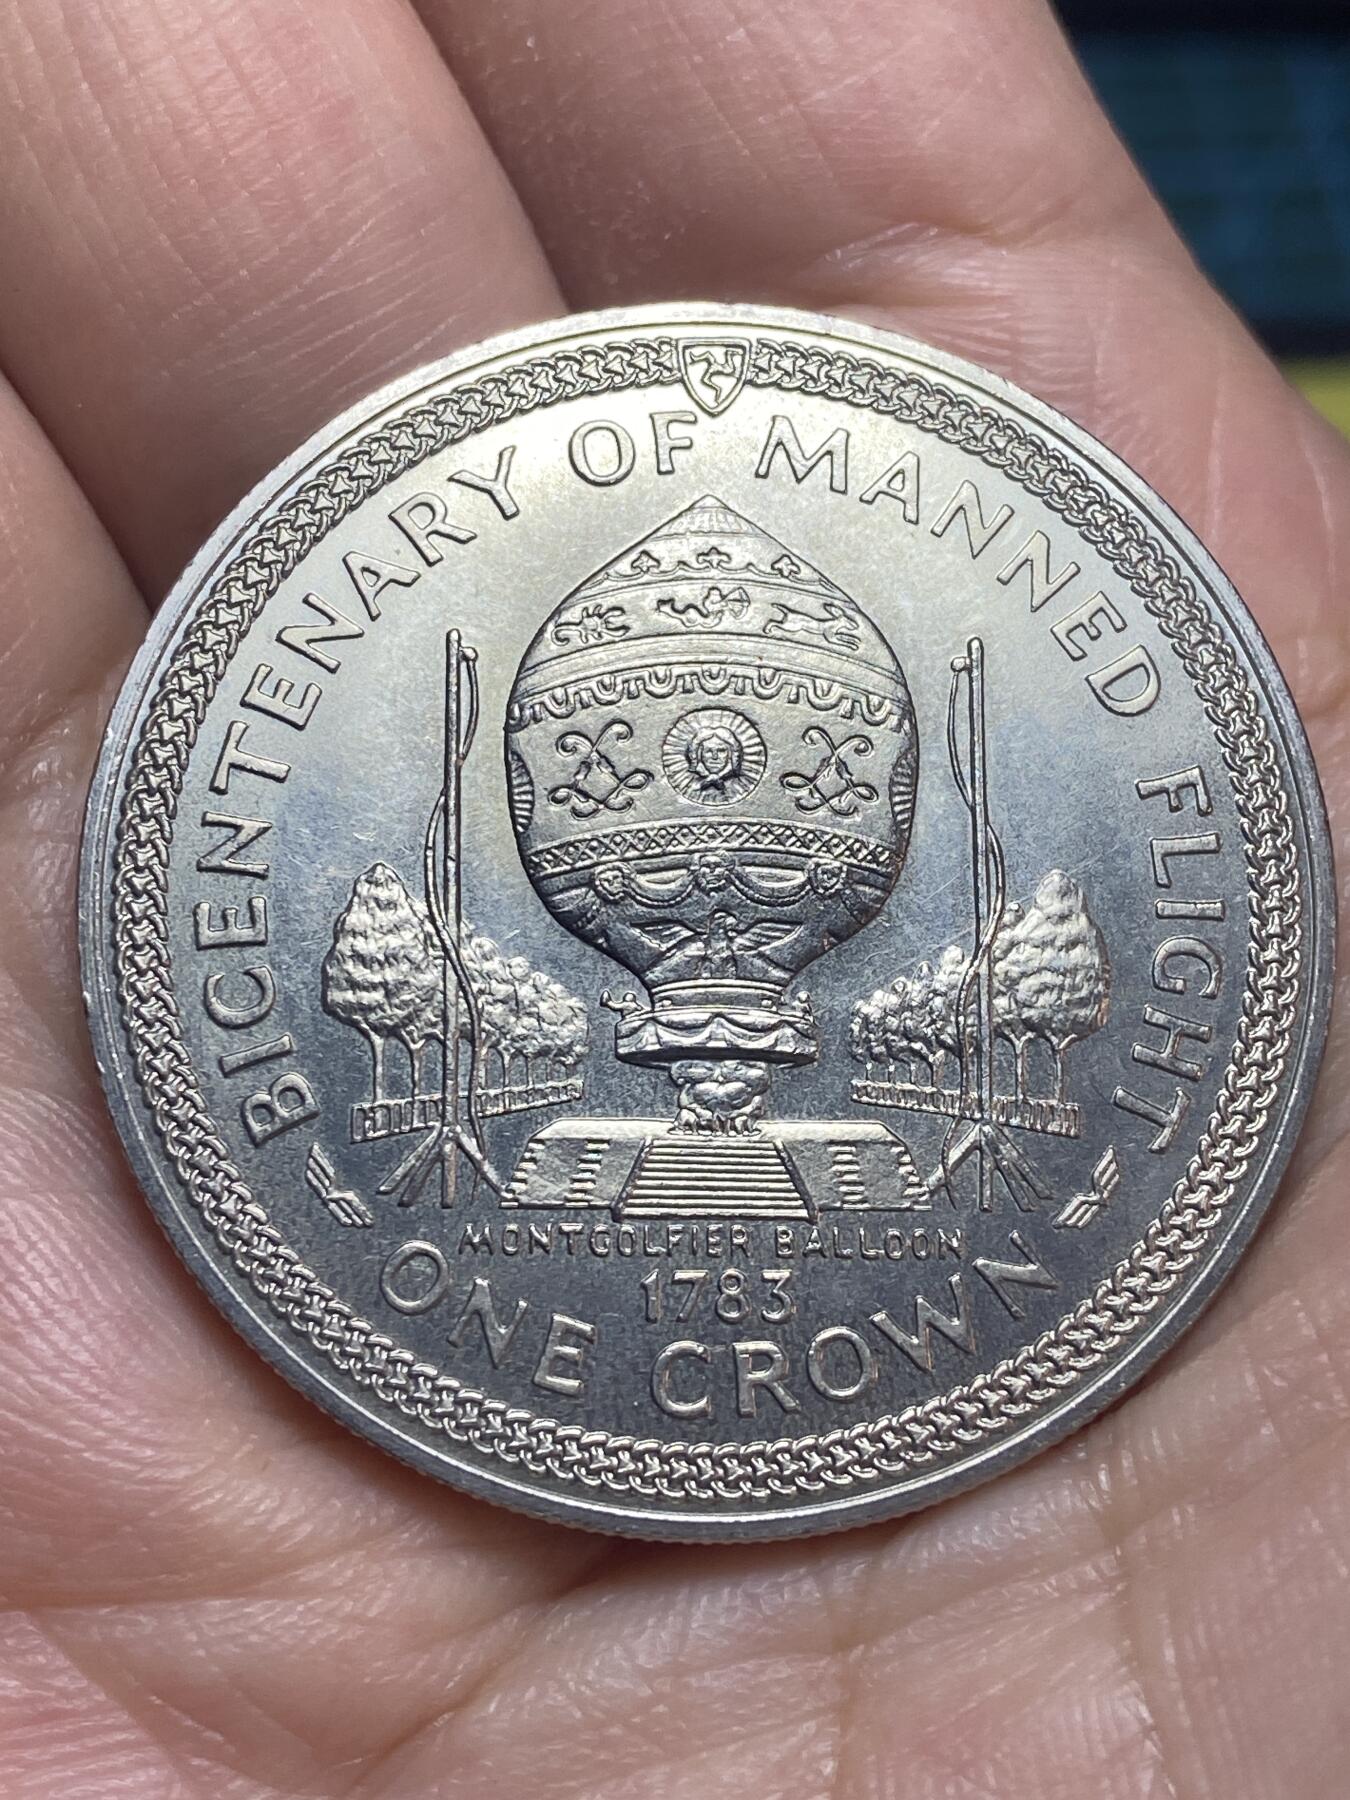 BICENTENARY OF MANNED FLIGHT
MONTGOLFIER BALLOON
1783
ONE CROWN